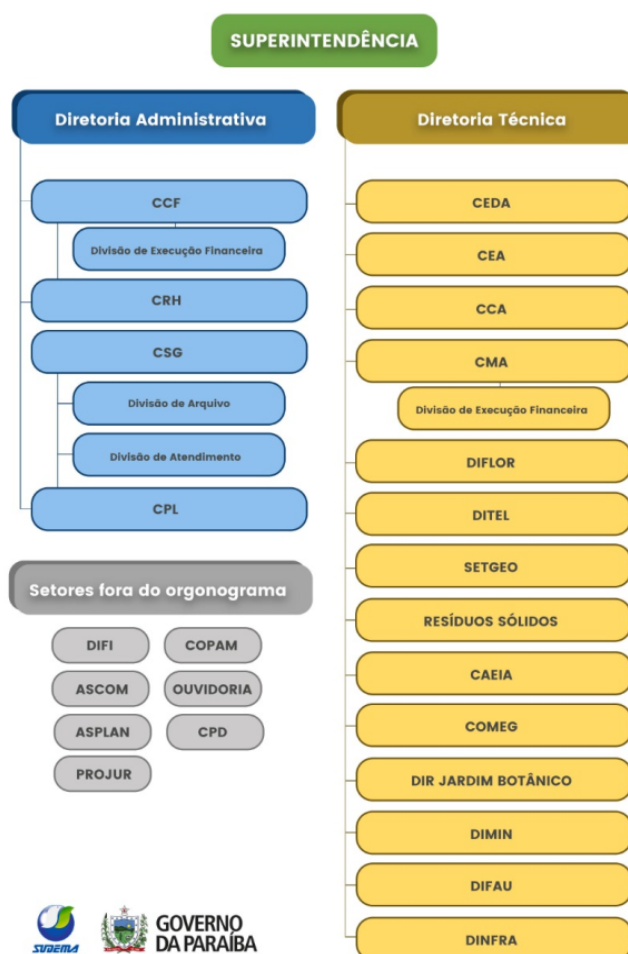 SUPERINTENDÊNCIA
Diretoria Administrativa
CCF
Divisão de Execução Financeira
CRH
CSG
Divisão de Arquivo
Divisão de Atendimento
CPL
Setores fora do orgonograma
DIFI
COPAM
ASCOM
OUVIDORIA
ASPLAN
CPD
PROJUR
Diretoria Técnica
CEDA
CEA
CCA
CMA
Divisão de Execução Financeira
DIFLOR
DITEL
SETGEO
RESÍDUOS SÓLIDOS
CAEIA
COMEG
DIR JARDIM BOTÂNICO
DIMIN
DIFAU
DINFRA
SUDEMA
GOVERNO
DA PARAÍBA